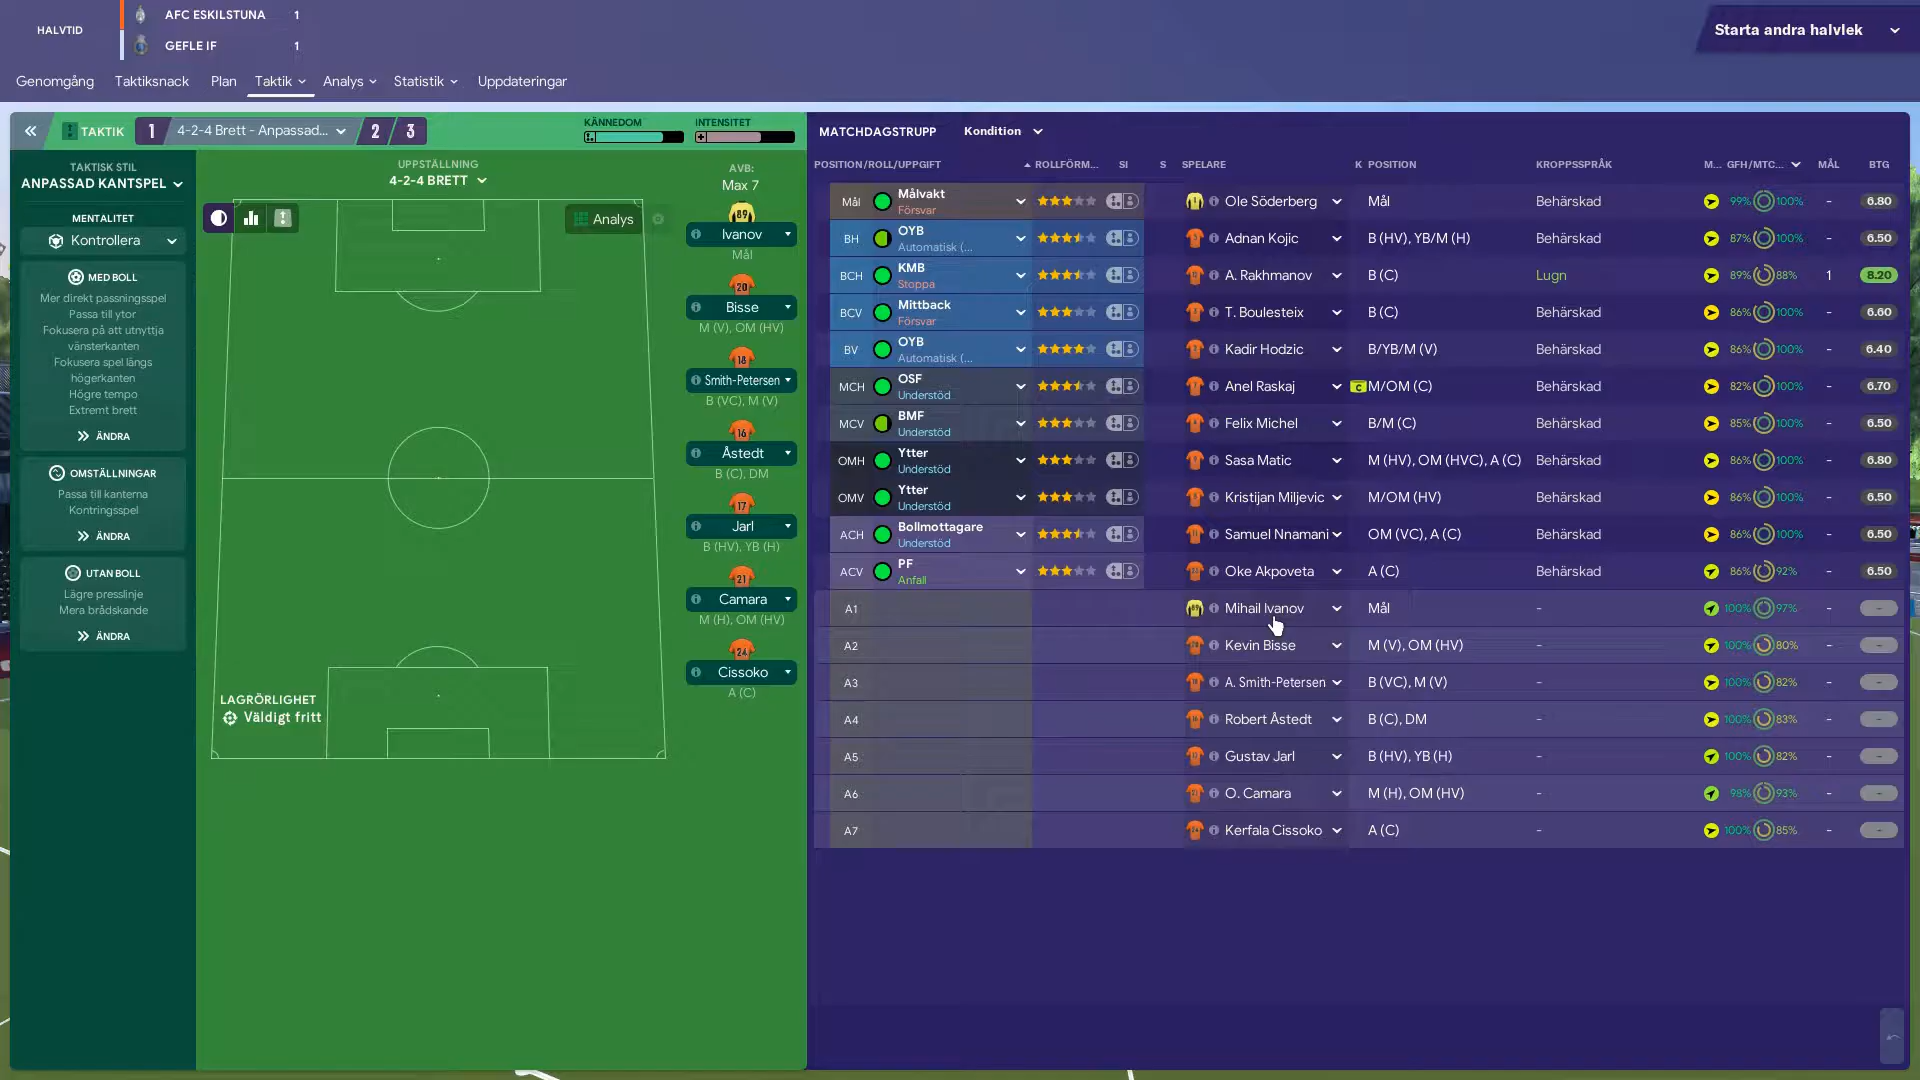 HALVTID
AFC ESKILSTUNA 1
GEFLE IF 1
Starta andra halvlek
Genomgång Taktiksnack Plan Taktik Analys Statistik Uppdateringar
TAKTIK 1 4-2-4 Brett - Anpassad... 2 3
KÄNNEDOM INTENSITET
TAKTISK STIL
ANPASSAD KANTSPEL
MENTALITET
Kontrollera
MED BOLL
Mer direkt passningsspel
Passa till ytor
Fokusera på att utnyttja
vänsterkanten
Fokusera spel längs
högerkanten
Högre tempo
Extremt brett
ÄNDRA
OMSTÄLLNINGAR
Passa till kanterna
Kontringsspel
ÄNDRA
UTAN BOLL
Lägre presslinje
Mera brådskande
ÄNDRA
UPPSTÄLLNING
4-2-4 BRETT
Analys
LAGRÖRLIGHET
Väldigt fritt
AVB:
Max 7
89
Ivanov
Mål
20
Bisse
M (V), OM (HV)
18
Smith-Petersen
B (VC), M (V)
16
Åstedt
B (C), DM
17
Jarl
B (HV), YB (H)
21
Camara
M (H), OM (HV)
24
Cissoko
A (C)
MATCHDAGSTRUPP Kondition
POSITION/ROLL/UPPGIFT ROLLFÖRM... SI S SPELARE K POSITION KROPPSSPRÅK M... GFH/MTC... MÅL BTG
Mål Målvakt Försvar Ole Söderberg Mål Behärskad 99% 100% - 6.80
BH OYB Automatisk (... Adnan Kojic B (HV), YB/M (H) Behärskad 87% 100% - 6.50
BCH KMB Stoppa A. Rakhmanov B (C) Lugn 89% 88% 1 8.20
BCV Mittback Försvar T. Boulesteix B (C) Behärskad 86% 100% - 6.60
BV OYB Automatisk (... Kadir Hodzic B/YB/M (V) Behärskad 86% 100% - 6.40
MCH OSF Understöd Anel Raskaj C M/OM (C) Behärskad 82% 100% - 6.70
MCV BMF Understöd Felix Michel B/M (C) Behärskad 85% 100% - 6.50
OMH Ytter Understöd Sasa Matic M (HV), OM (HVC), A (C) Behärskad 86% 100% - 6.80
OMV Ytter Understöd Kristijan Miljevic M/OM (HV) Behärskad 86% 100% - 6.50
ACH Bollmottagare Understöd Samuel Nnamani OM (VC), A (C) Behärskad 86% 100% - 6.50
ACV PF Anfall Oke Akpoveta A (C) Behärskad 86% 92% - 6.50
A1 Mihail Ivanov Mål - 100% 97% - -
A2 Kevin Bisse M (V), OM (HV) - 100% 80% - -
A3 A. Smith-Petersen B (VC), M (V) - 100% 82% - -
A4 Robert Åstedt B (C), DM - 100% 83% - -
A5 Gustav Jarl B (HV), YB (H) - 100% 82% - -
A6 O. Camara M (H), OM (HV) - 98% 93% - -
A7 Kerfala Cissoko A (C) - 100% 85% - -